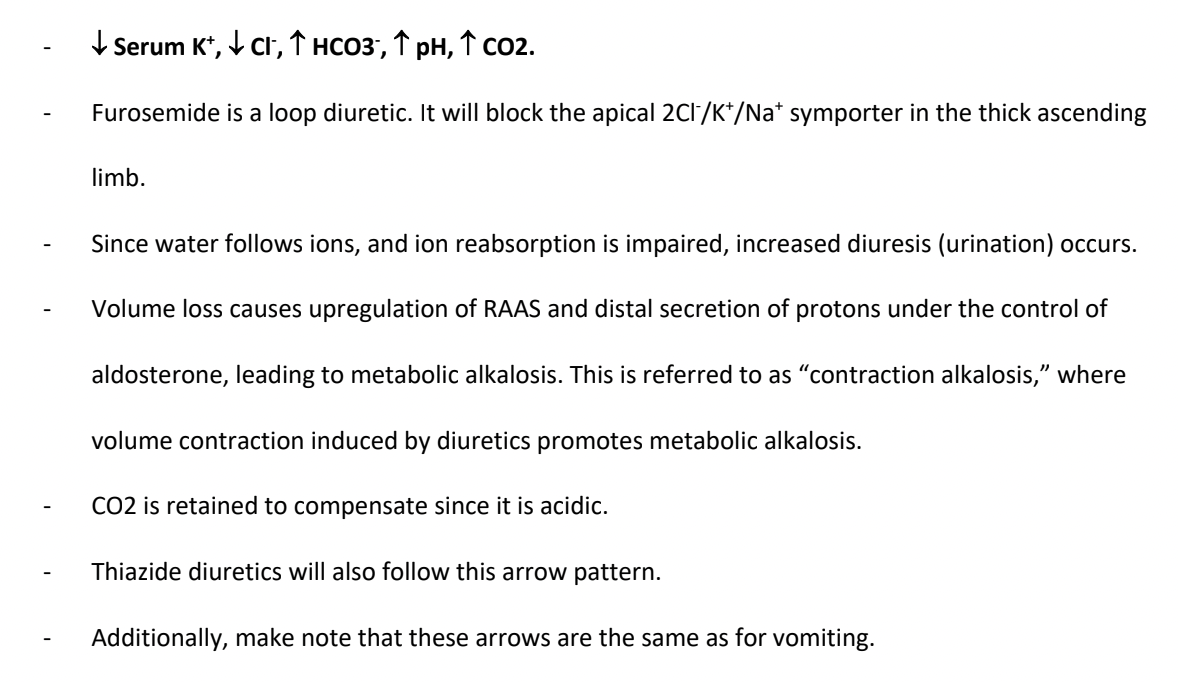 - ↓ Serum K⁺, ↓ Cl⁻, ↑ HCO3⁻, ↑ pH, ↑ CO2.
- Furosemide is a loop diuretic. It will block the apical 2Cl⁻/K⁺/Na⁺ symporter in the thick ascending
limb.
- Since water follows ions, and ion reabsorption is impaired, increased diuresis (urination) occurs.
- Volume loss causes upregulation of RAAS and distal secretion of protons under the control of
aldosterone, leading to metabolic alkalosis. This is referred to as “contraction alkalosis,” where
volume contraction induced by diuretics promotes metabolic alkalosis.
- CO2 is retained to compensate since it is acidic.
- Thiazide diuretics will also follow this arrow pattern.
- Additionally, make note that these arrows are the same as for vomiting.